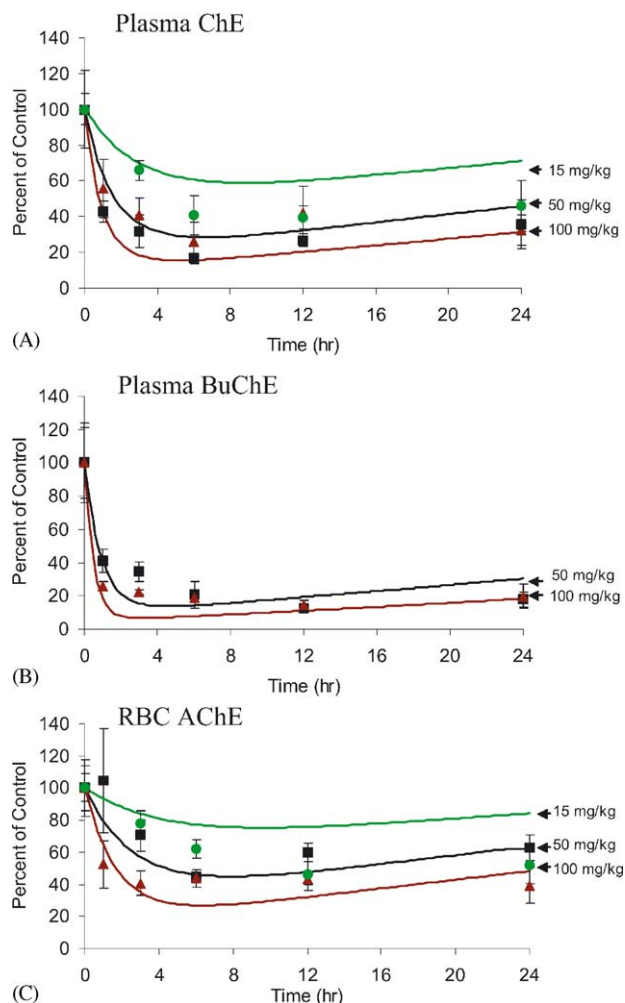 Plasma ChE
140
120
100
80
60
40
20
0
Percent of Control
15 mg/kg
50 mg/kg
100 mg/kg
0 4 8 12 16 20 24
Time (hr)
(A)
Plasma BuChE
140
120
100
80
60
40
20
0
Percent of Control
50 mg/kg
100 mg/kg
0 4 8 12 16 20 24
Time (hr)
(B)
RBC AChE
140
120
100
80
60
40
20
0
Percent of Control
15 mg/kg
50 mg/kg
100 mg/kg
0 4 8 12 16 20 24
Time (hr)
(C)